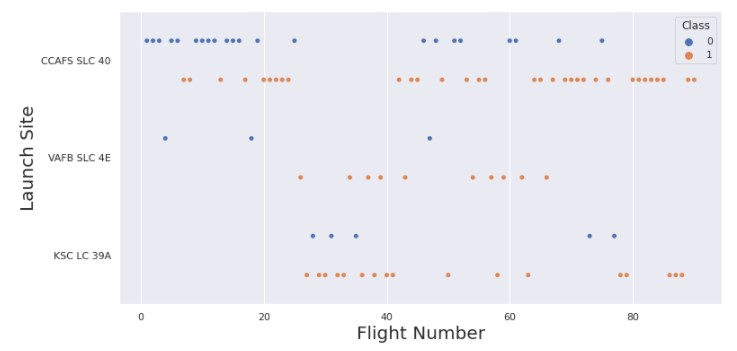 Class
0
1
CCAFS SLC 40
VAFB SLC 4E
KSC LC 39A
Launch Site
0 20 40 60 80
Flight Number